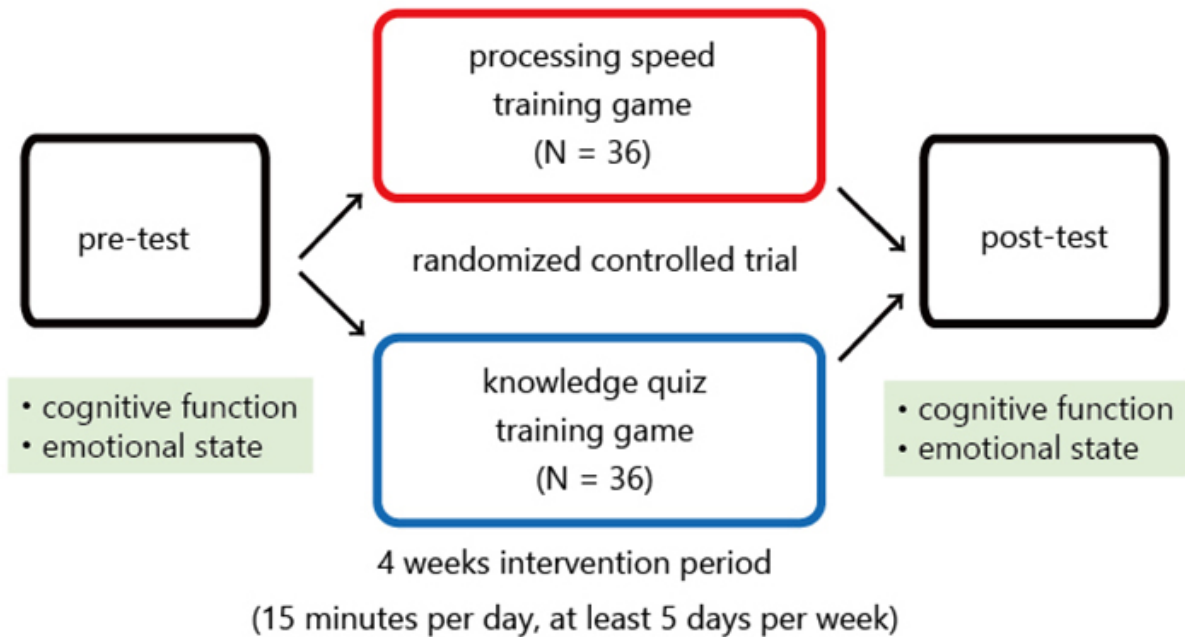 pre-test
• cognitive function
• emotional state
processing speed
training game
(N = 36)
randomized controlled trial
knowledge quiz
training game
(N = 36)
4 weeks intervention period
(15 minutes per day, at least 5 days per week)
post-test
• cognitive function
• emotional state